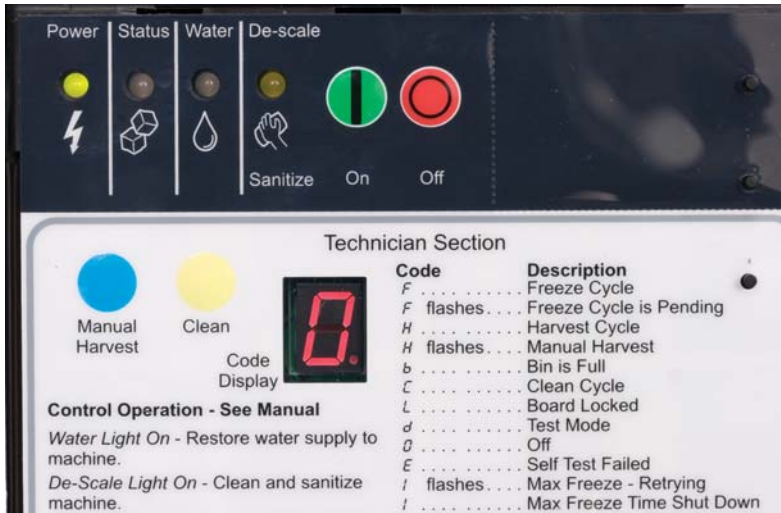 Power Status Water De-scale
Sanitize On Off
Technician Section
Manual Harvest
Clean
Code Display
0.
Control Operation - See Manual
Water Light On - Restore water supply to
machine.
De-Scale Light On - Clean and sanitize
machine.
Code Description
F . . . . . . . . . . . Freeze Cycle
F flashes . . . . Freeze Cycle is Pending
H . . . . . . . . . . . Harvest Cycle
H flashes . . . . Manual Harvest
b . . . . . . . . . . . Bin is Full
C . . . . . . . . . . . Clean Cycle
L . . . . . . . . . . . Board Locked
d . . . . . . . . . . . Test Mode
0 . . . . . . . . . . . Off
E . . . . . . . . . . . Self Test Failed
1 flashes . . . . Max Freeze - Retrying
1 . . . . . . . . . . . Max Freeze Time Shut Down